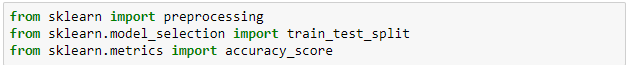 from sklearn import preprocessing
from sklearn.model_selection import train_test_split
from sklearn.metrics import accuracy_score